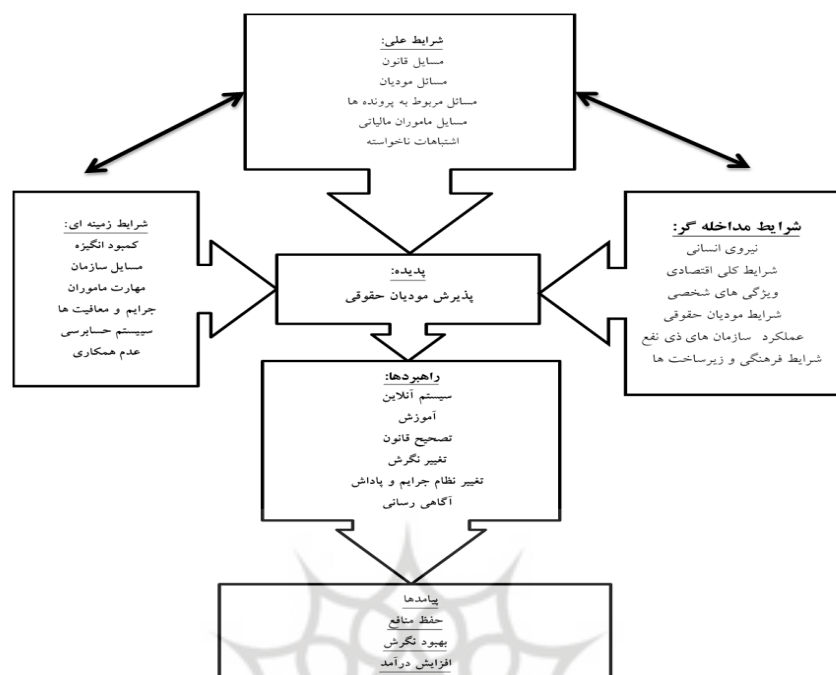 شرایط علی:
مسایل قانون
مسائل مودیان
مسائل مربوط به پرونده ها
مسایل ماموران مالیاتی
اشتباهات ناخواسته
شرایط مداخله گر:
نیروی انسانی
شرایط کلی اقتصادی
ویژگی های شخصی
شرایط مودیان حقوقی
عملکرد سازمان های ذی نفع
شرایط فرهنگی و زیرساخت ها
پدیده:
پذیرش مودیان حقوقی
شرایط زمینه ای:
کمبود انگیزه
مسایل سازمان
مهارت ماموران
جرایم و معافیت ها
سییستم حسابرسی
عدم همکاری
راهبردها:
سیستم آنلاین
آموزش
تصحیح قانون
تغییر نگرش
تغییر نظام جرایم و پاداش
آگاهی رسانی
پیامدها
حفظ منافع
بهبود نگرش
افزایش درآمد